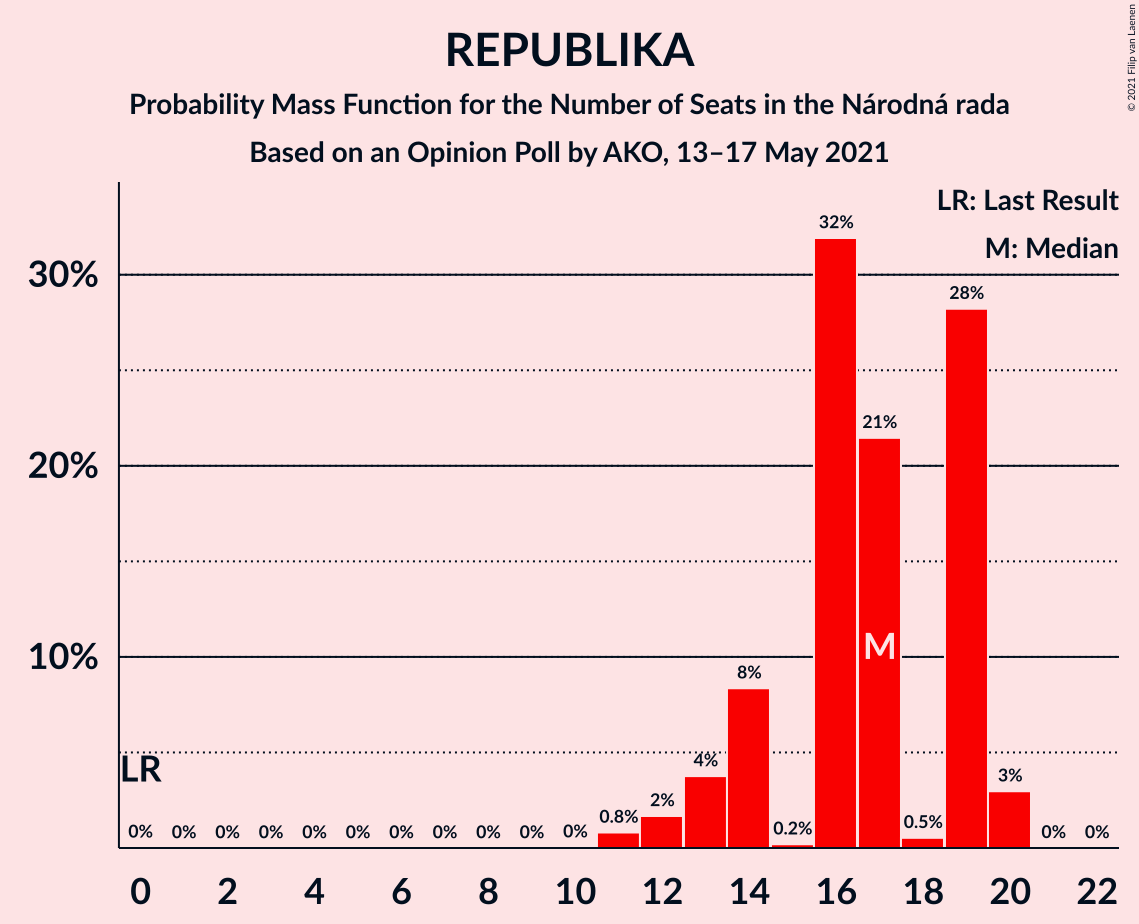 REPUBLIKA
Probability Mass Function for the Number of Seats in the Národná rada
Based on an Opinion Poll by AKO, 13–17 May 2021
© 2021 Filip van Laenen
LR: Last Result
M: Median
30%
20%
10%
32%
28%
21%
M
8%
4%
LR
3%
2%
0.8%
0.5%
0.2%
0% 0% 0% 0% 0% 0% 0% 0% 0% 0% 0% 0% 0%
0 2 4 6 8 10 12 14 16 18 20 22